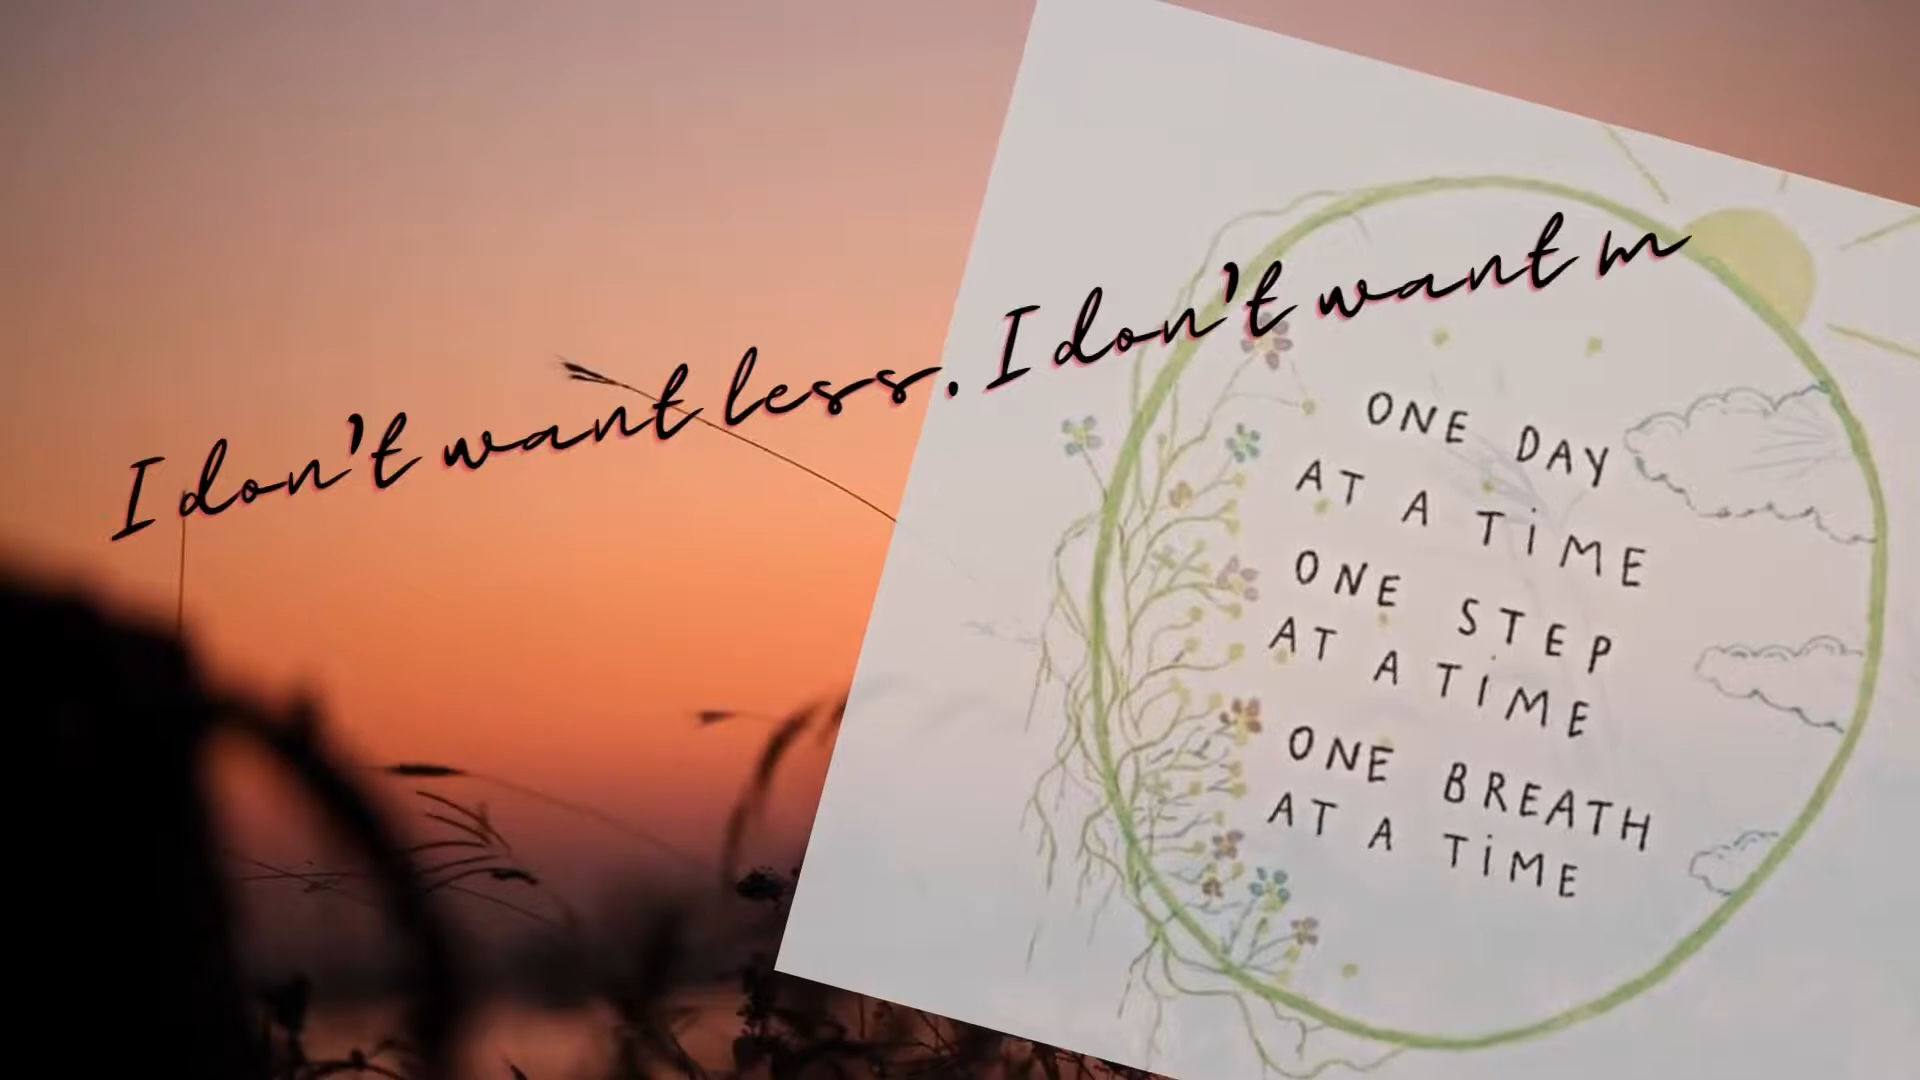 I don't want less. I don't want m
ONE DAY
AT A TiME
ONE STEP
AT A TiME
ONE BREATH
AT A TiME